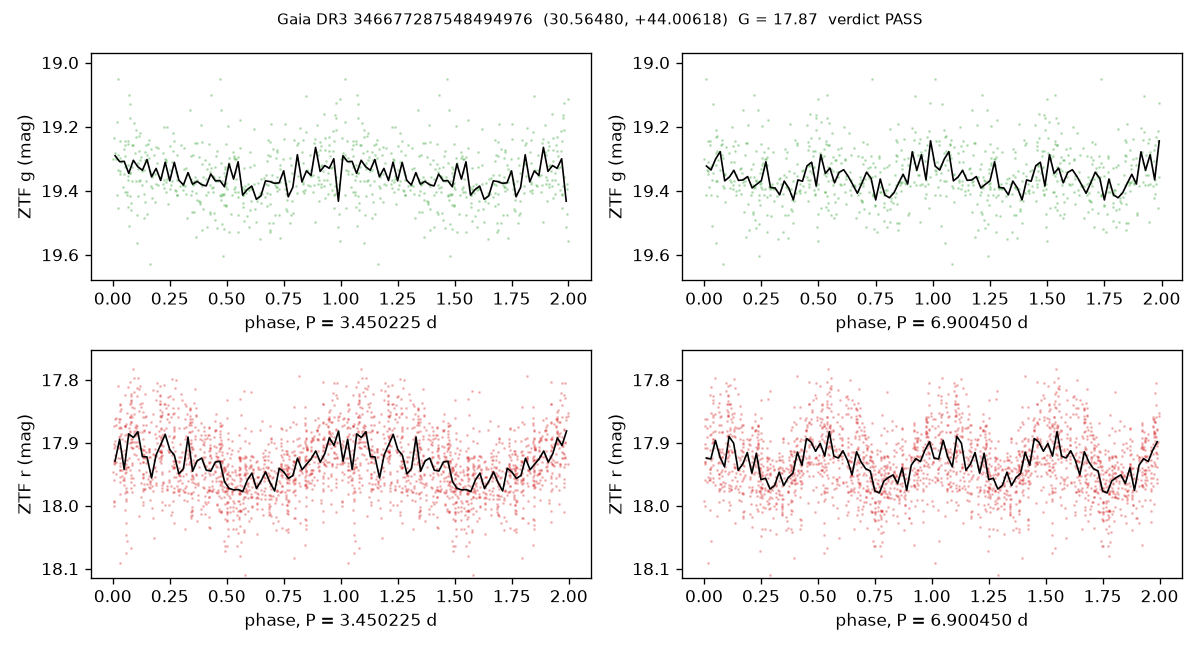 Gaia DR3 346677287548494976 (30.56480, +44.00618) G = 17.87 verdict PASS
ZTF g (mag)
19.0
19.2
19.4
19.6
0.00 0.25 0.50 0.75 1.00 1.25 1.50 1.75 2.00
phase, P = 3.450225 d
ZTF g (mag)
19.0
19.2
19.4
19.6
0.00 0.25 0.50 0.75 1.00 1.25 1.50 1.75 2.00
phase, P = 6.900450 d
ZTF r (mag)
17.8
17.9
18.0
18.1
0.00 0.25 0.50 0.75 1.00 1.25 1.50 1.75 2.00
phase, P = 3.450225 d
ZTF r (mag)
17.8
17.9
18.0
18.1
0.00 0.25 0.50 0.75 1.00 1.25 1.50 1.75 2.00
phase, P = 6.900450 d